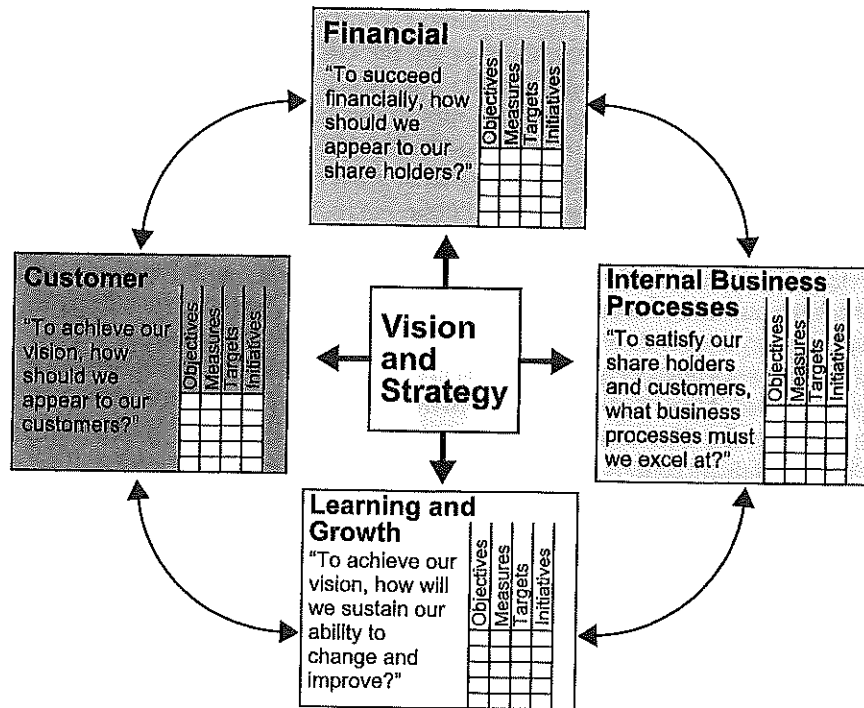 Financial
"To succeed
financially, how
should we
appear to our
share holders?"
Objectives
Measures
Targets
Initiatives
Customer
"To achieve our
vision, how
should we
appear to our
customers?"
Objectives
Measures
Targets
Initiatives
Vision
and
Strategy
Internal Business
Processes
"To satisfy our
share holders
and customers,
what business
processes must
we excel at?"
Objectives
Measures
Targets
Initiatives
Learning and
Growth
"To achieve our
vision, how will
we sustain our
ability to
change and
improve?"
Objectives
Measures
Targets
Initiatives